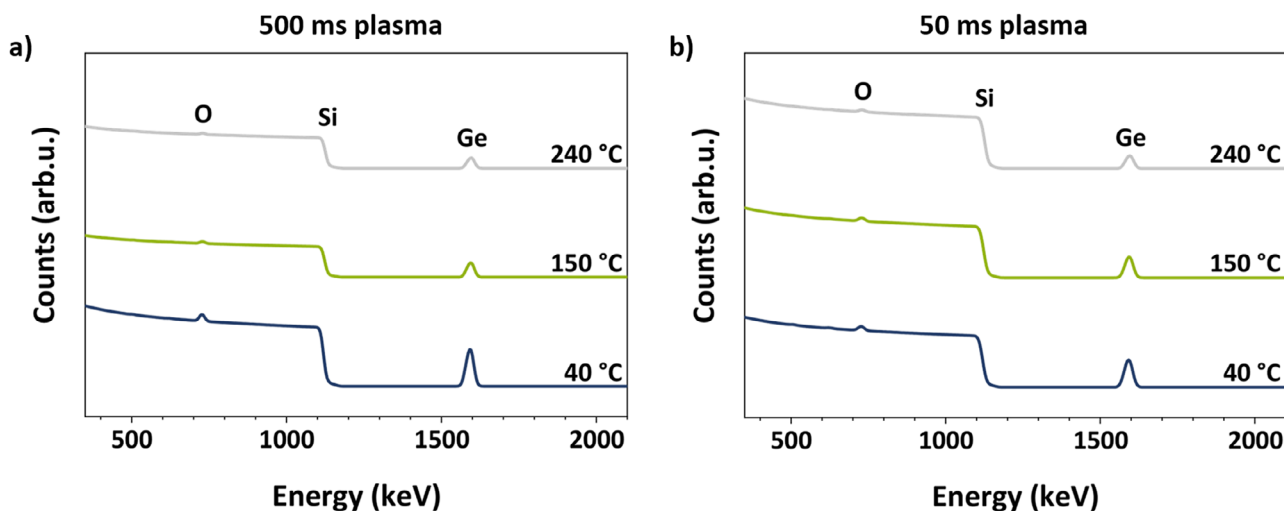 500 ms plasma
a)
O
Si
Ge
240 °C
150 °C
40 °C
Counts (arb.u.)
500 1000 1500 2000
Energy (keV)
50 ms plasma
b)
O
Si
Ge
240 °C
150 °C
40 °C
Counts (arb.u.)
500 1000 1500 2000
Energy (keV)